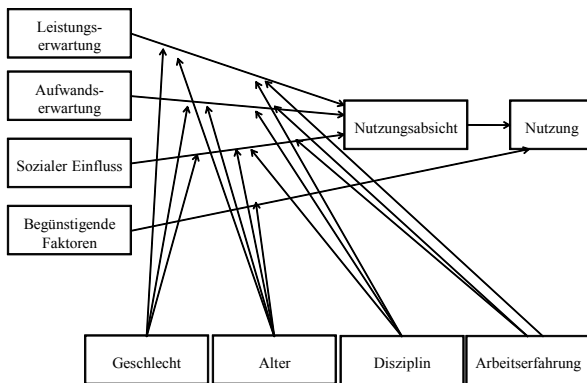 Leistungs-
erwartung
Aufwands-
erwartung
Nutzungsabsicht
Nutzung
Sozialer Einfluss
Begünstigende
Faktoren
Geschlecht
Alter
Disziplin
Arbeitserfahrung